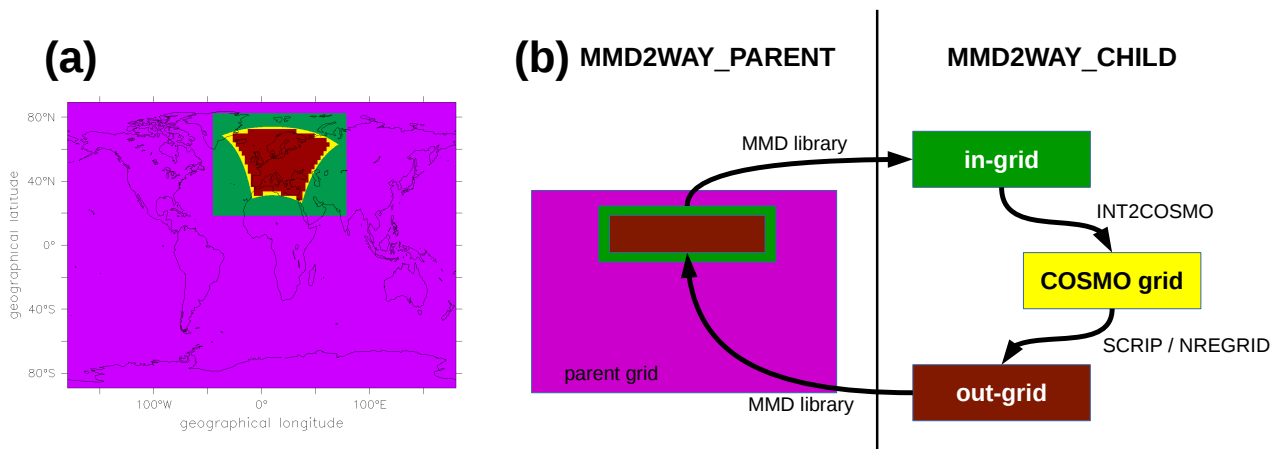 (a)
80°N
40°N
0°
40°S
80°S
geographical latitude
100°W
0°
100°E
geographical longitude
(b)
MMD2WAY_PARENT
MMD2WAY_CHILD
MMD library
in-grid
INT2COSMO
COSMO grid
SCRIP / NREGRID
parent grid
out-grid
MMD library